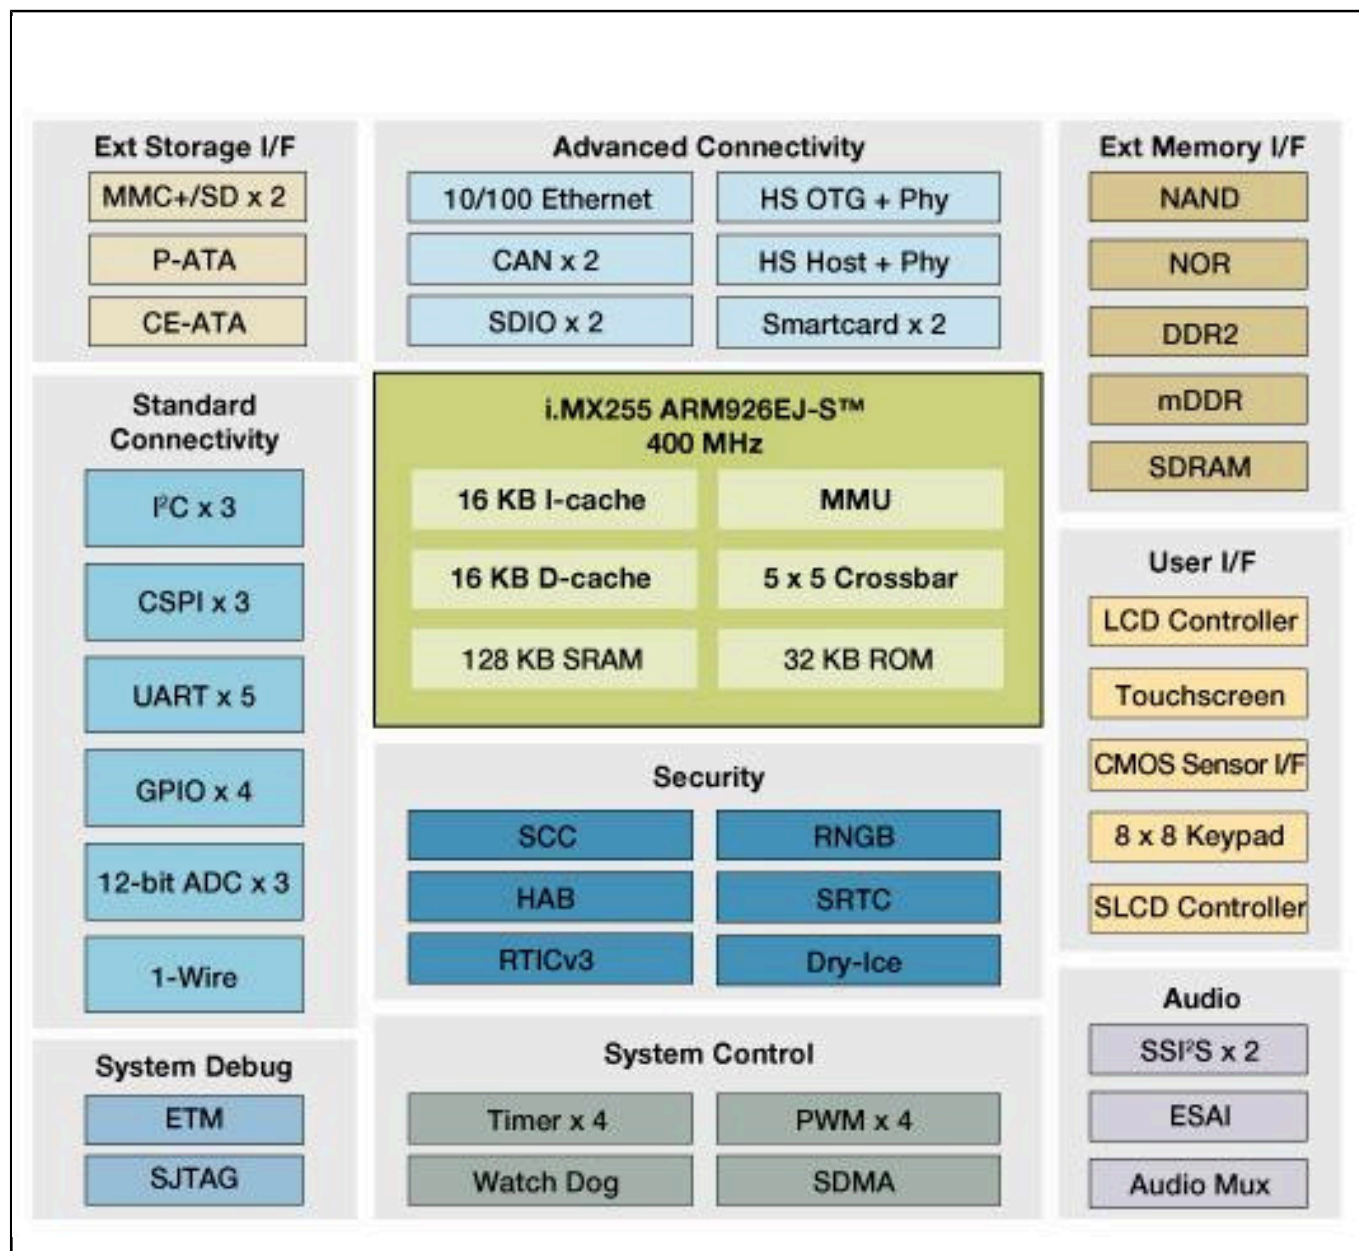 Ext Storage I/F
MMC+/SD x 2
P-ATA
CE-ATA
Advanced Connectivity
10/100 Ethernet
HS OTG + Phy
CAN x 2
HS Host + Phy
SDIO x 2
Smartcard x 2
Ext Memory I/F
NAND
NOR
DDR2
mDDR
SDRAM
Standard
Connectivity
I²C x 3
CSPI x 3
UART x 5
GPIO x 4
12-bit ADC x 3
1-Wire
i.MX255 ARM926EJ-S™
400 MHz
16 KB I-cache
MMU
16 KB D-cache
5 x 5 Crossbar
128 KB SRAM
32 KB ROM
User I/F
LCD Controller
Touchscreen
CMOS Sensor I/F
8 x 8 Keypad
SLCD Controller
Security
SCC
RNGB
HAB
SRTC
RTICv3
Dry-Ice
System Debug
ETM
SJTAG
System Control
Timer x 4
PWM x 4
Watch Dog
SDMA
Audio
SSI²S x 2
ESAI
Audio Mux